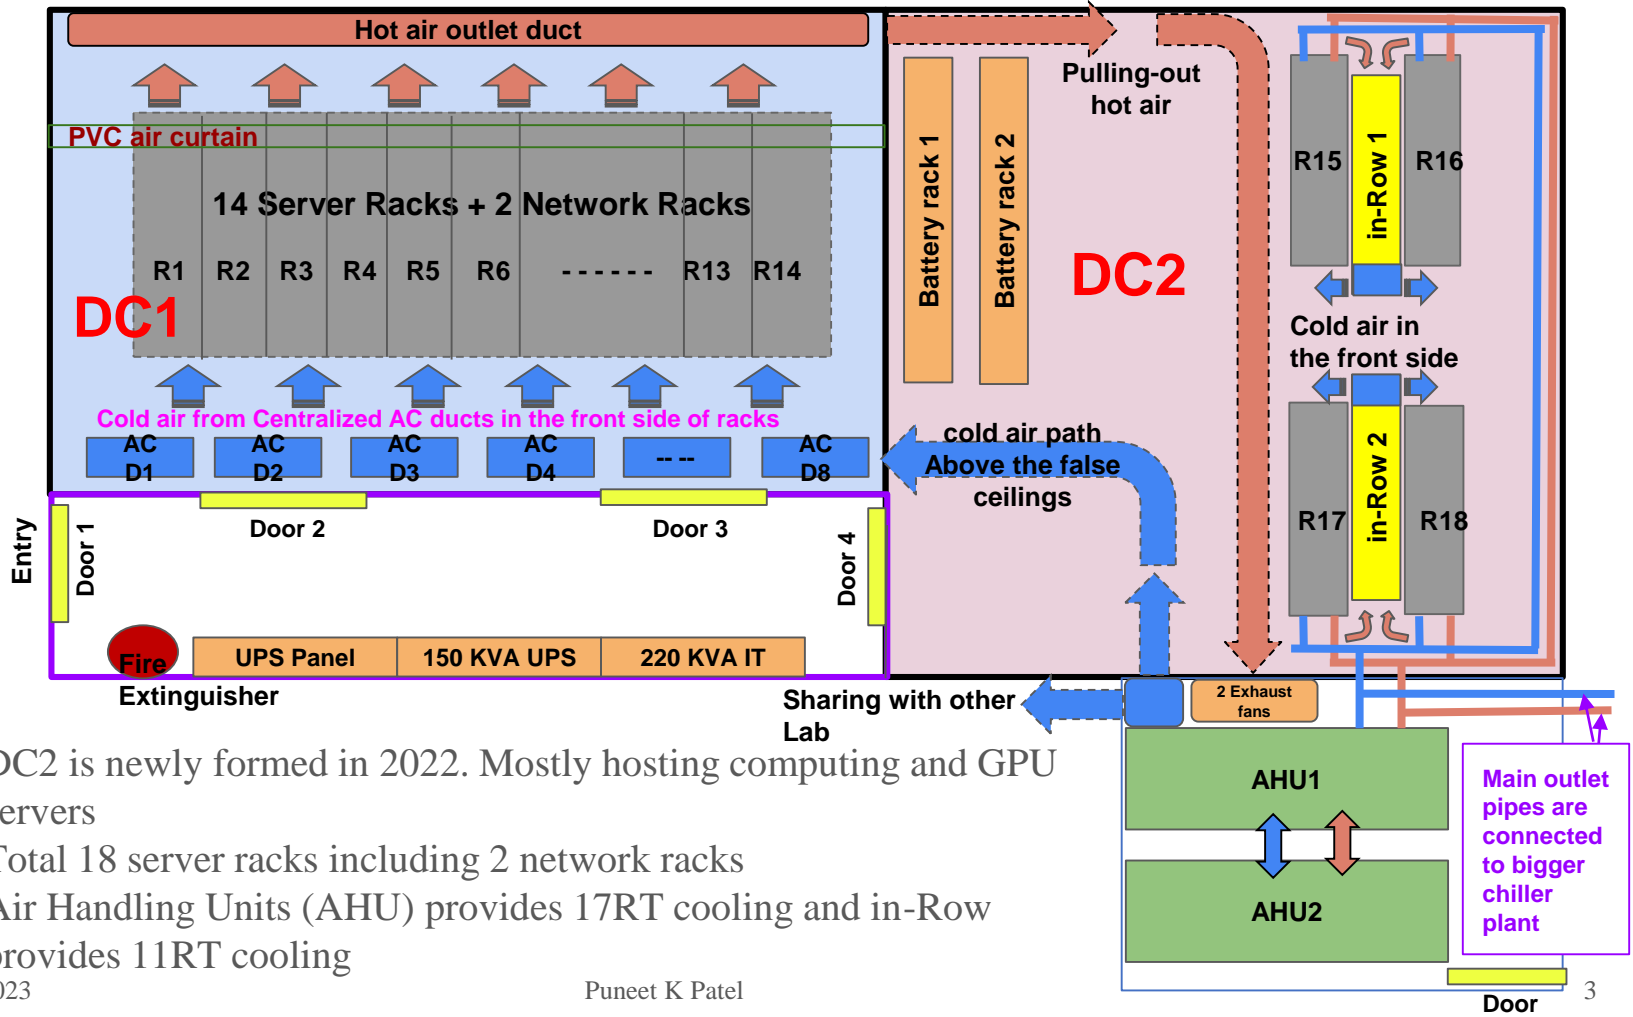 Hot air outlet duct
PVC air curtain
14 Server Racks + 2 Network Racks
R1 R2 R3 R4 R5 R6 - - - - - - R13 R14
DC1
Cold air from Centralized AC ducts in the front side of racks
AC
D1
AC
D2
AC
D3
AC
D4
-- --
AC
D8
Pulling-out
hot air
Battery rack 1
Battery rack 2
DC2
R15
in-Row 1
R16
Cold air in
the front side
R17
in-Row 2
R18
cold air path
Above the false
ceilings
Entry
Door 1
Door 2
Door 3
Door 4
Fire
Extinguisher
UPS Panel
150 KVA UPS
220 KVA IT
Sharing with other
Lab
2 Exhaust
fans
AHU1
AHU2
Main outlet
pipes are
connected
to bigger
chiller
plant
Door
DC2 is newly formed in 2022. Mostly hosting computing and GPU
ervers
Total 18 server racks including 2 network racks
Air Handling Units (AHU) provides 17RT cooling and in-Row
provides 11RT cooling
023
Puneet K Patel
3